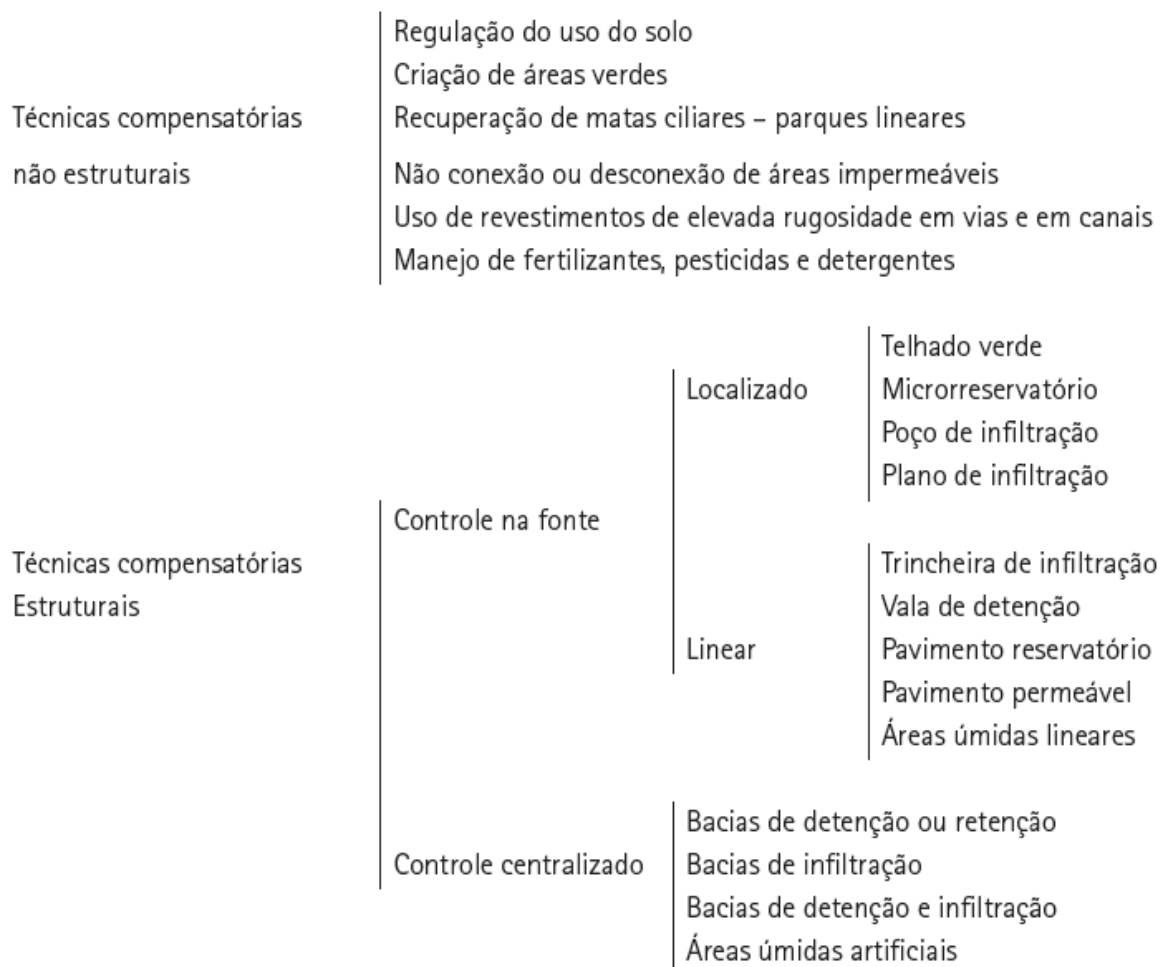 Técnicas compensatórias
não estruturais
Regulação do uso do solo
Criação de áreas verdes
Recuperação de matas ciliares – parques lineares
Não conexão ou desconexão de áreas impermeáveis
Uso de revestimentos de elevada rugosidade em vias e em canais
Manejo de fertilizantes, pesticidas e detergentes
Técnicas compensatórias
Estruturais
Controle na fonte
Localizado
Telhado verde
Microrreservatório
Poço de infiltração
Plano de infiltração
Linear
Trincheira de infiltração
Vala de detenção
Pavimento reservatório
Pavimento permeável
Áreas úmidas lineares
Controle centralizado
Bacias de detenção ou retenção
Bacias de infiltração
Bacias de detenção e infiltração
Áreas úmidas artificiais